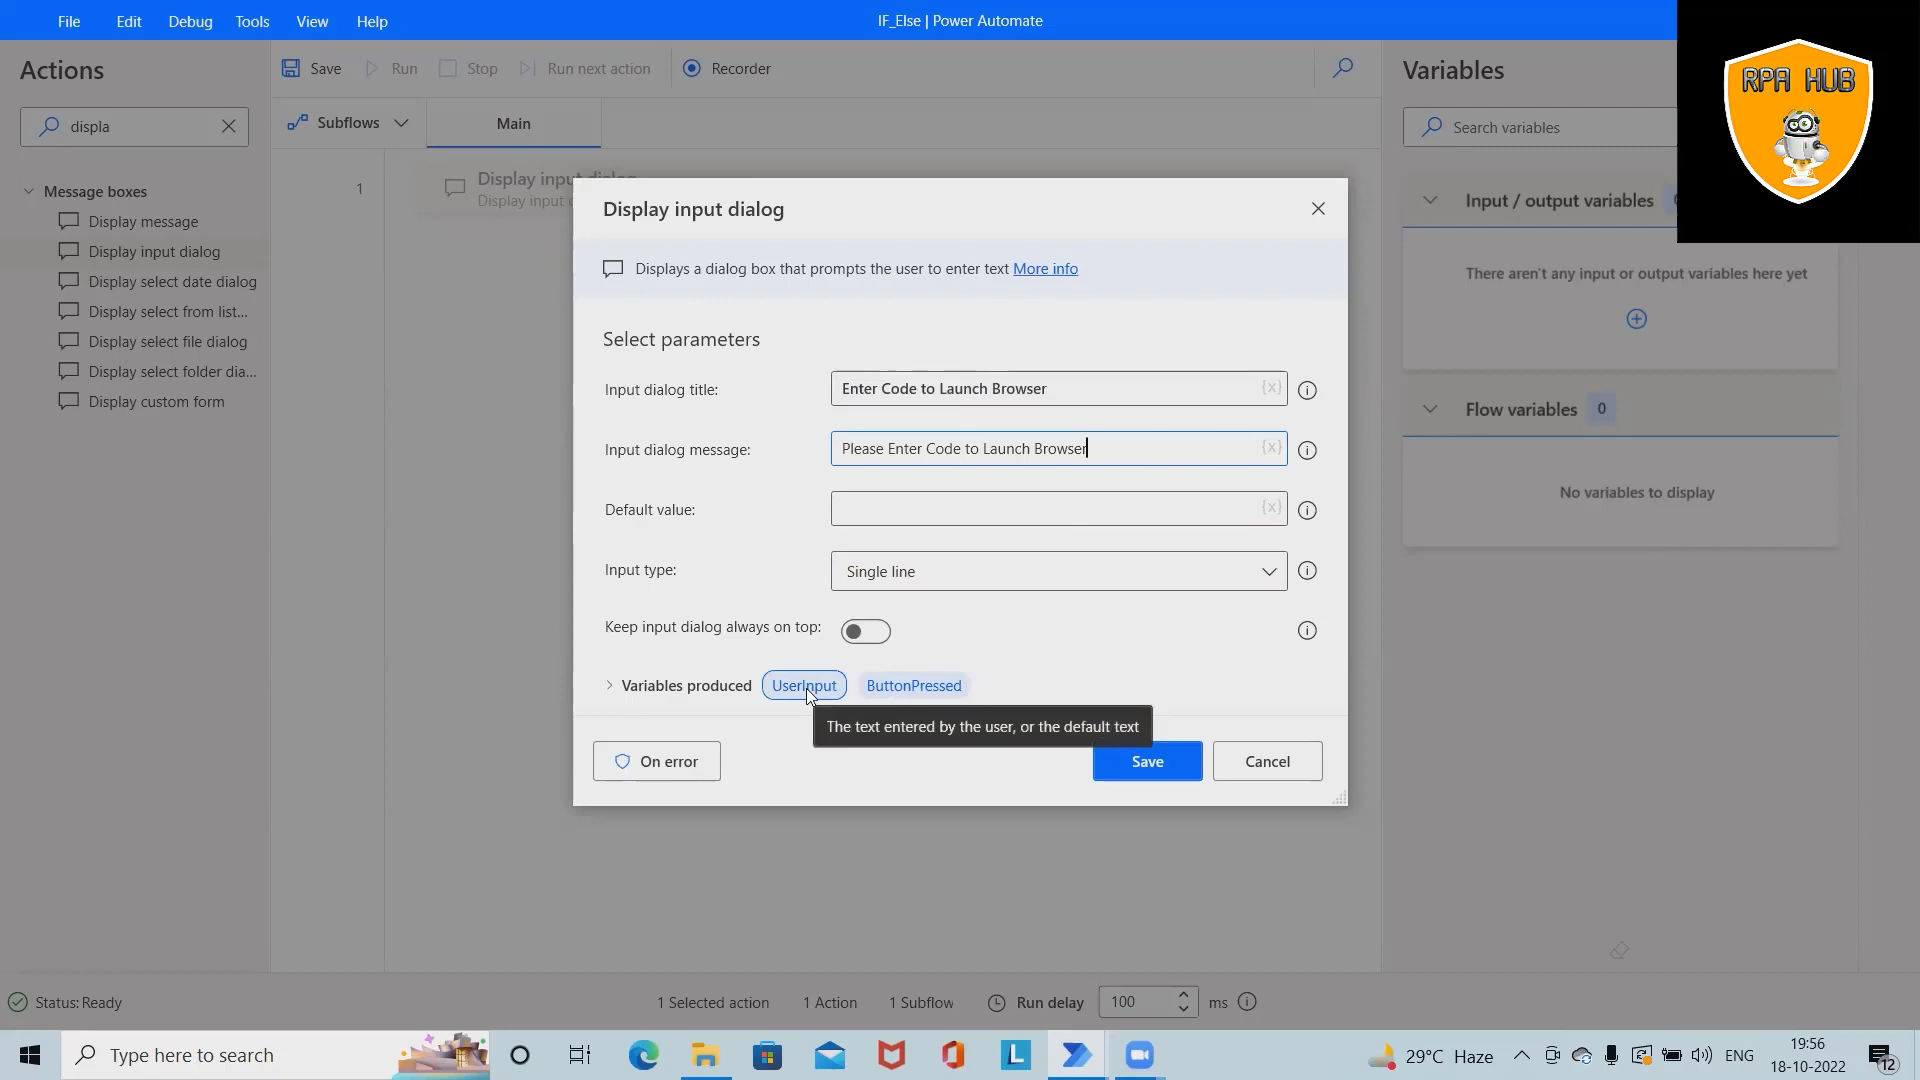 File Edit Debug Tools View Help
IF_Else | Power Automate
RPA HUB
Actions
displa
Message boxes
Display message
Display input dialog
Display select date dialog
Display select from list...
Display select file dialog
Display select folder dia...
Display custom form
Save Run Stop Run next action Recorder
Subflows Main
1
Display input dialog
Display input
Display input dialog
Displays a dialog box that prompts the user to enter text More info
Select parameters
Input dialog title: Enter Code to Launch Browser {x}
Input dialog message: Please Enter Code to Launch Browser {x}
Default value: {x}
Input type: Single line
Keep input dialog always on top:
Variables produced UserInput ButtonPressed
The text entered by the user, or the default text
On error Save Cancel
Variables
Search variables
Input / output variables
There aren't any input or output variables here yet
Flow variables 0
No variables to display
Status: Ready 1 Selected action 1 Action 1 Subflow Run delay 100 ms
Type here to search
29°C Haze ENG
19:56
18-10-2022
12